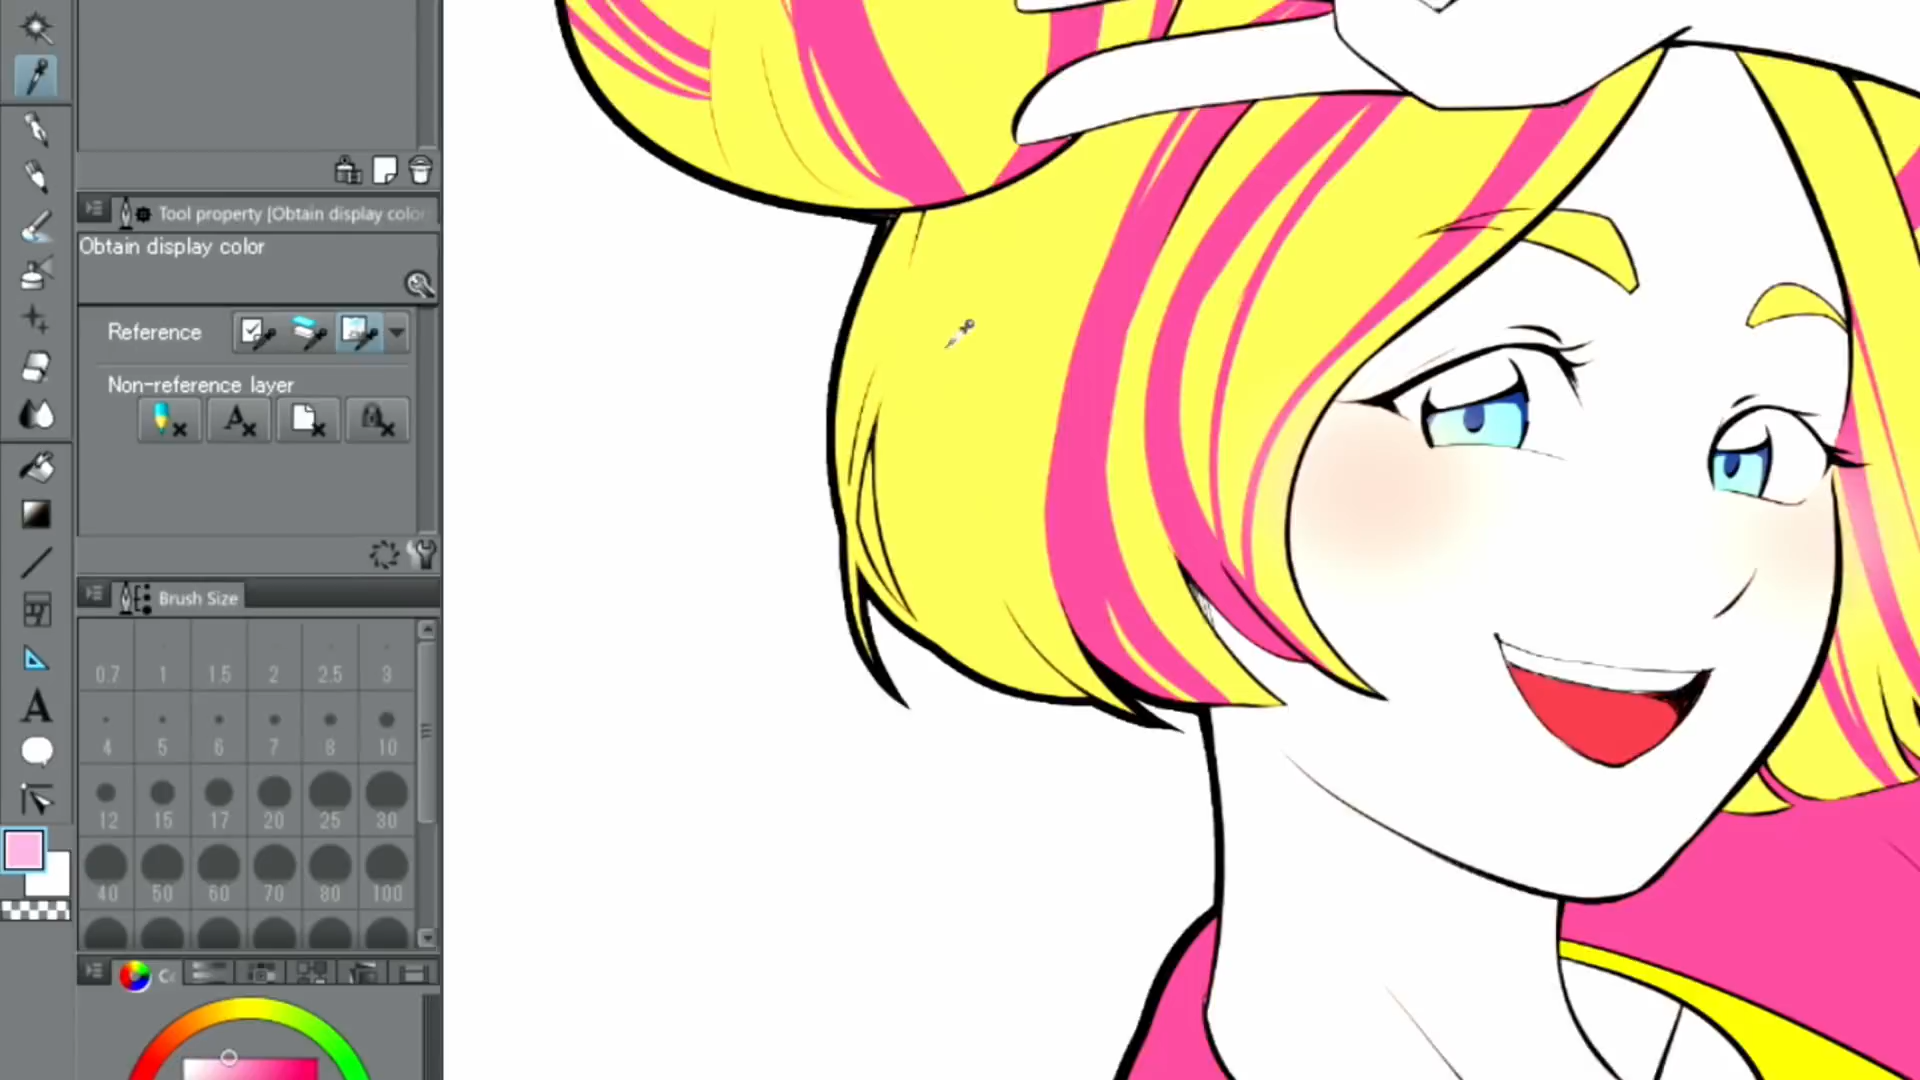 Tool property [Obtain display color
Obtain display color
Reference
Non-reference layer
Brush Size
0.7 1 1.5 2 2.5 3
4 5 6 7 8 10
12 15 17 20 25 30
40 50 60 70 80 100